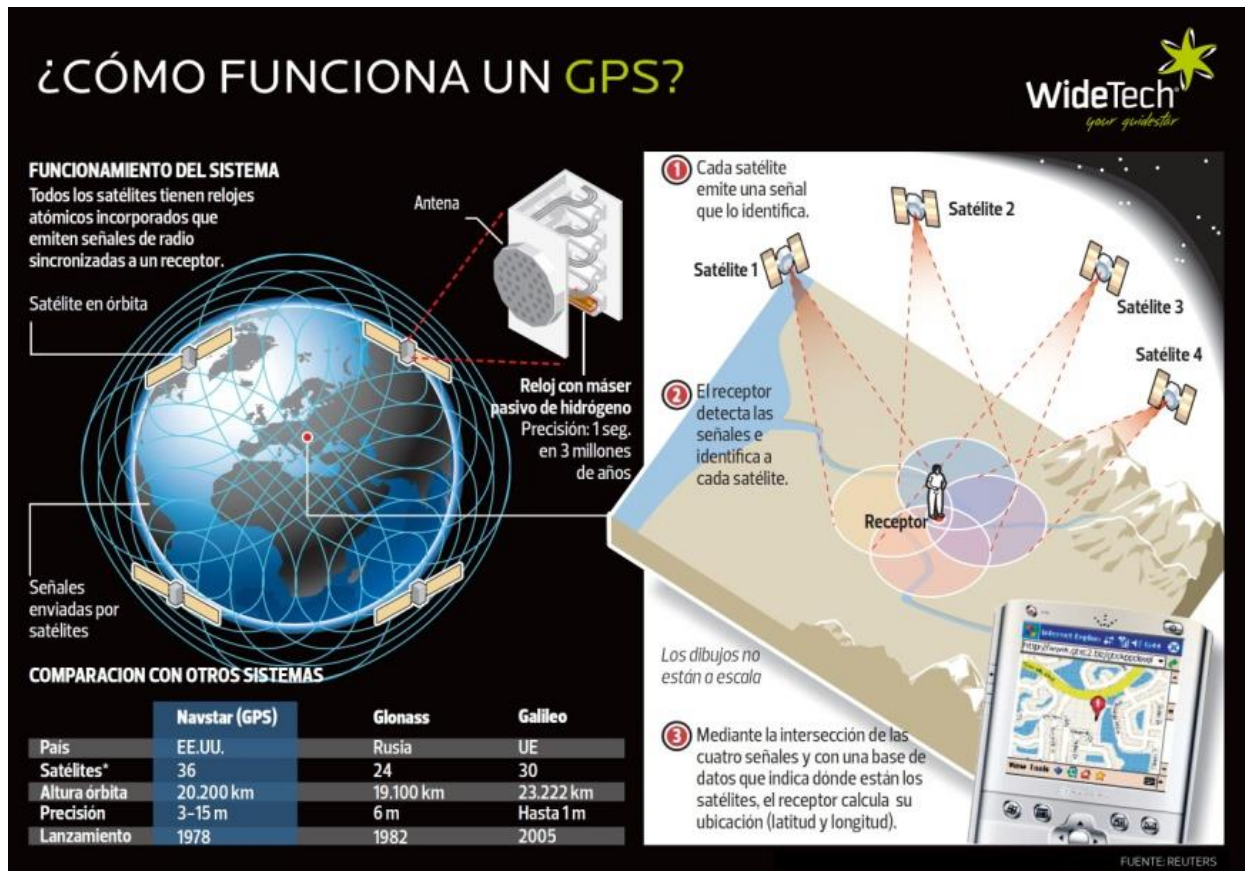 ¿CÓMO FUNCIONA UN GPS?
WideTech
your guidestar
FUNCIONAMIENTO DEL SISTEMA
Todos los satélites tienen relojes
atómicos incorporados que
emiten señales de radio
sincronizadas a un receptor.
Satélite en órbita
Antena
Reloj con máser
pasivo de hidrógeno
Precisión: 1 seg.
en 3 millones
de años
Señales
enviadas por
satélites
COMPARACION CON OTROS SISTEMAS
Navstar (GPS) Glonass Galileo
País EE.UU. Rusia UE
Satélites* 36 24 30
Altura órbita 20.200 km 19.100 km 23.222 km
Precisión 3-15 m 6 m Hasta 1 m
Lanzamiento 1978 1982 2005
1 Cada satélite
emite una señal
que lo identifica.
Satélite 1
Satélite 2
Satélite 3
Satélite 4
2 El receptor
detecta las
señales e
identifica a
cada satélite.
Receptor
Los dibujos no
están a escala
Internet Explorer
View Tools
3 Mediante la intersección de las
cuatro señales y con una base de
datos que indica dónde están los
satélites, el receptor calcula su
ubicación (latitud y longitud).
FUENTE: REUTERS